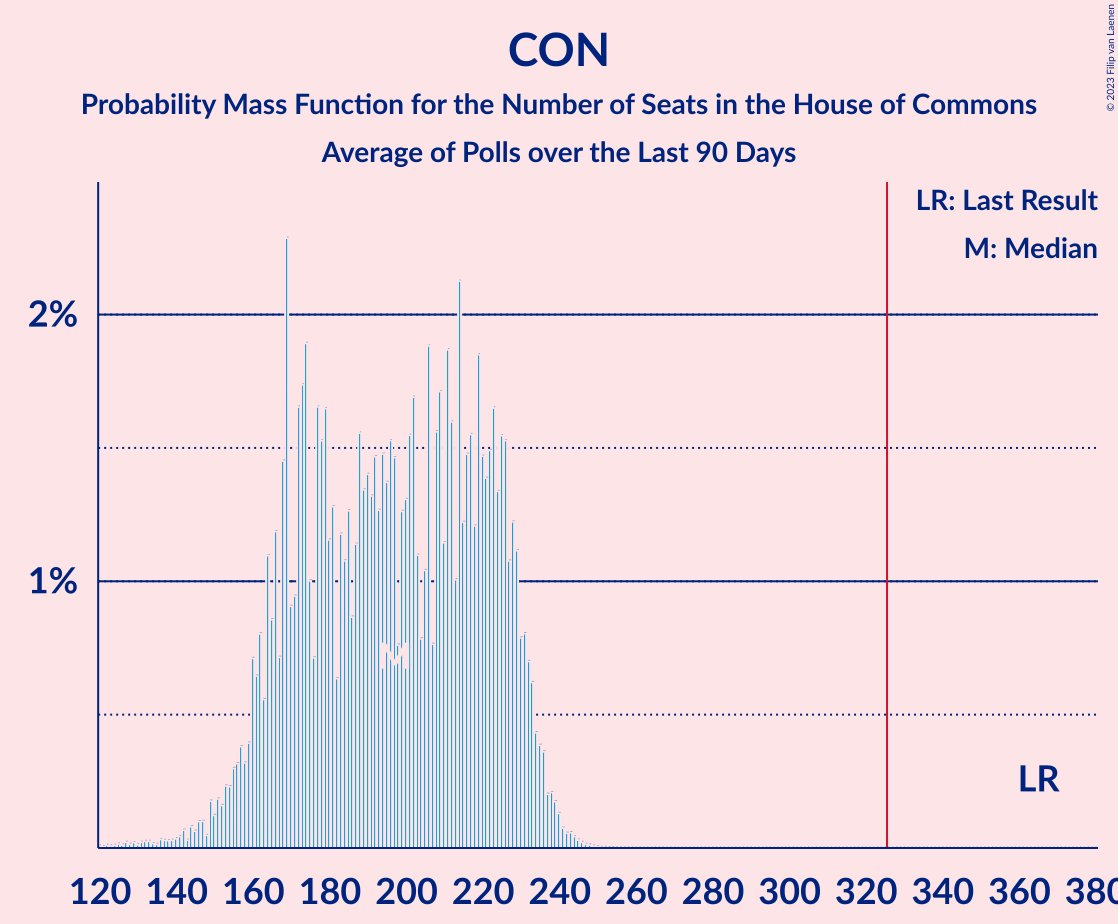 CON
Probability Mass Function for the Number of Seats in the House of Commons
Average of Polls over the Last 90 Days
© 2023 Filip van Laenen
LR: Last Result
M: Median
2%
1%
M
LR
120 140 160 180 200 220 240 260 280 300 320 340 360 380